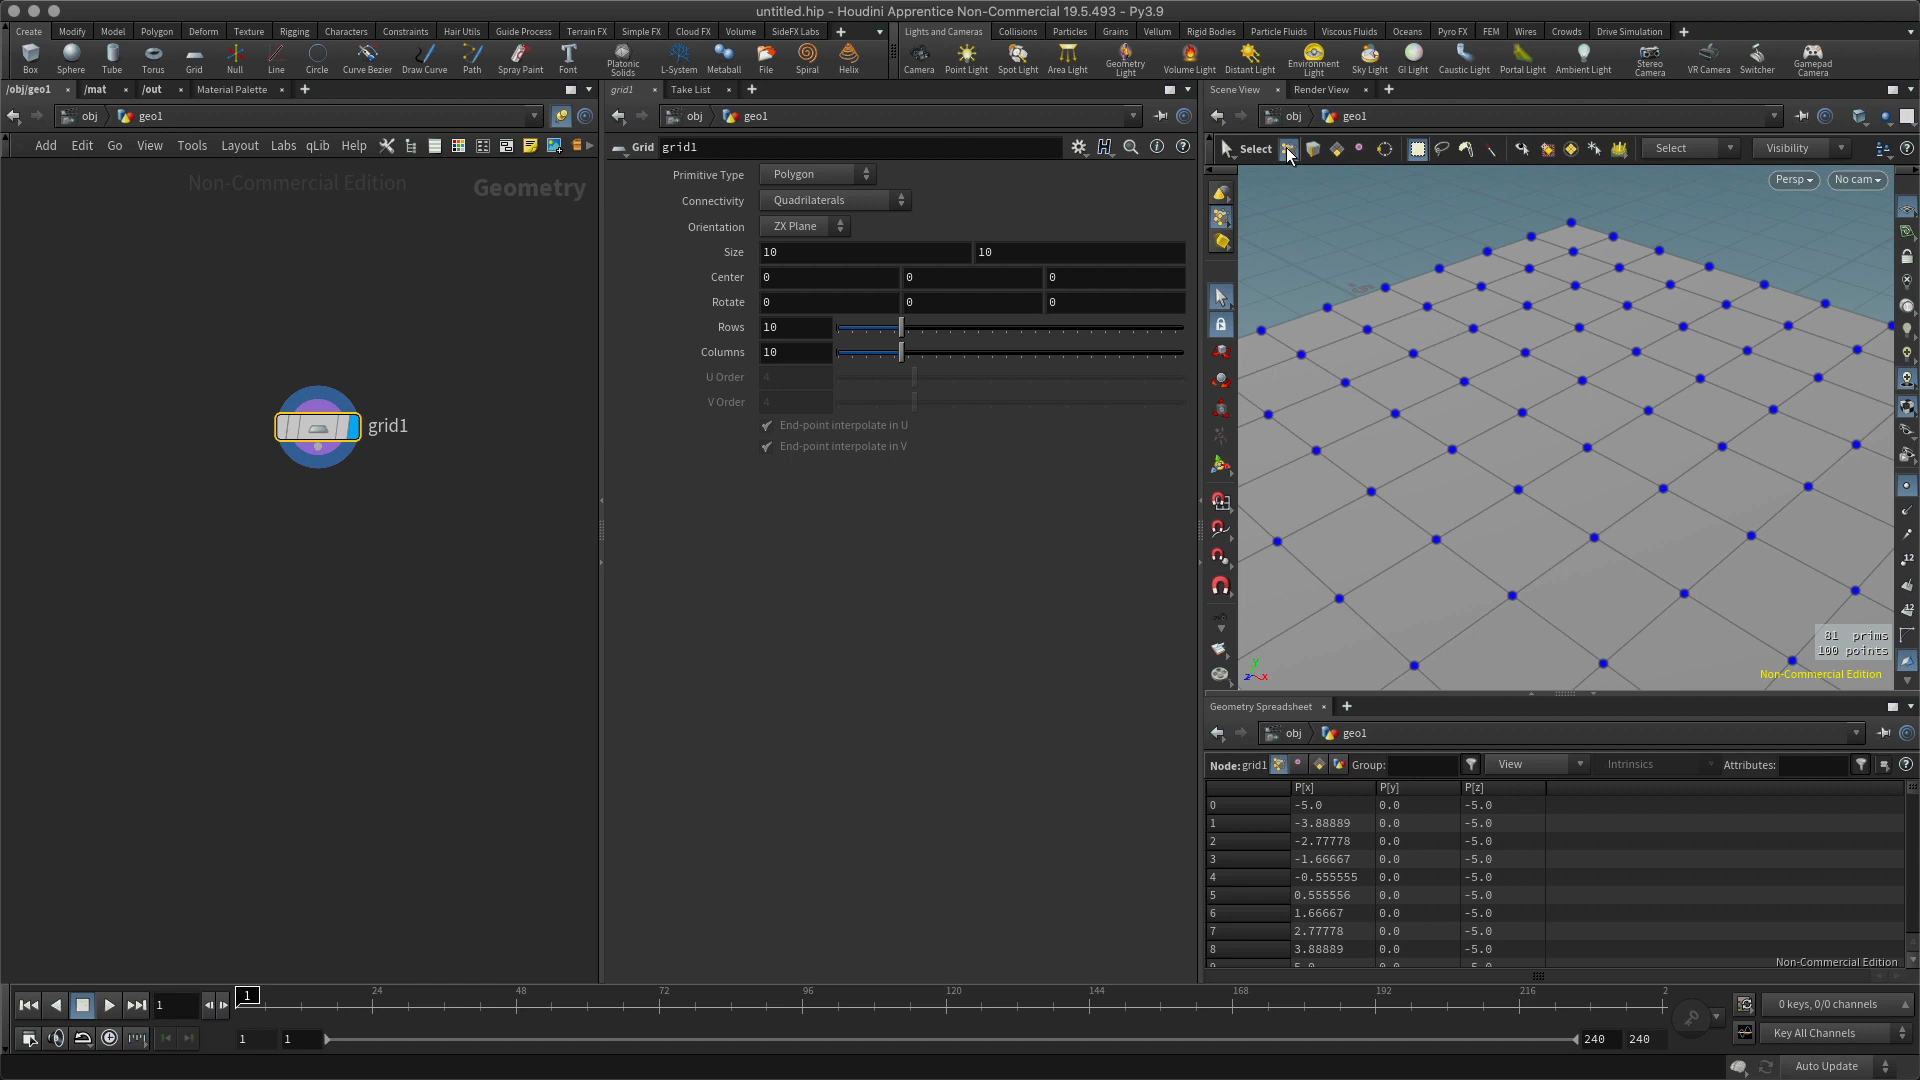 untitled.hip - Houdini Apprentice Non-Commercial 19.5.493 - Py3.9
Create Modify Model Polygon Deform Texture Rigging Characters Constraints Hair Utils Guide Process Terrain FX Simple FX Cloud FX Volume SideFX Labs
Lights and Cameras Collisions Particles Grains Vellum Rigid Bodies Particle Fluids Viscous Fluids Oceans Pyro FX FEM Wires Crowds Drive Simulation
Box Sphere Tube Torus Grid Null Line Circle Curve Bezier Draw Curve Path Spray Paint Font Platonic Solids L-System Metaball File Spiral Helix
Camera Point Light Spot Light Area Light Geometry Light Volume Light Distant Light Environment Light Sky Light GI Light Caustic Light Portal Light Ambient Light Stereo Camera VR Camera Switcher Gamepad Camera
/obj/geo1 /mat /out Material Palette
obj geo1
Add Edit Go View Tools Layout Labs qLib Help
Non-Commercial Edition
Geometry
grid1
grid1 Take List
obj geo1
Grid grid1
Primitive Type Polygon
Connectivity Quadrilaterals
Orientation ZX Plane
Size 10 10
Center 0 0 0
Rotate 0 0 0
Rows 10
Columns 10
U Order 4
V Order 4
End-point interpolate in U
End-point interpolate in V
Scene View Render View
obj geo1
Select Select Visibility
Persp No cam
12
12
81 prims
100 points
Non-Commercial Edition
y
z x
Geometry Spreadsheet
obj geo1
Node: grid1 Group: View Intrinsics Attributes:
P[x] P[y] P[z]
0 -5.0 0.0 -5.0
1 -3.88889 0.0 -5.0
2 -2.77778 0.0 -5.0
3 -1.66667 0.0 -5.0
4 -0.555555 0.0 -5.0
5 0.555556 0.0 -5.0
6 1.66667 0.0 -5.0
7 2.77778 0.0 -5.0
8 3.88889 0.0 -5.0
Non-Commercial Edition
1 1 24 48 72 96 120 144 168 192 216 2
0 keys, 0/0 channels
1 1 240 240
Key All Channels
Auto Update